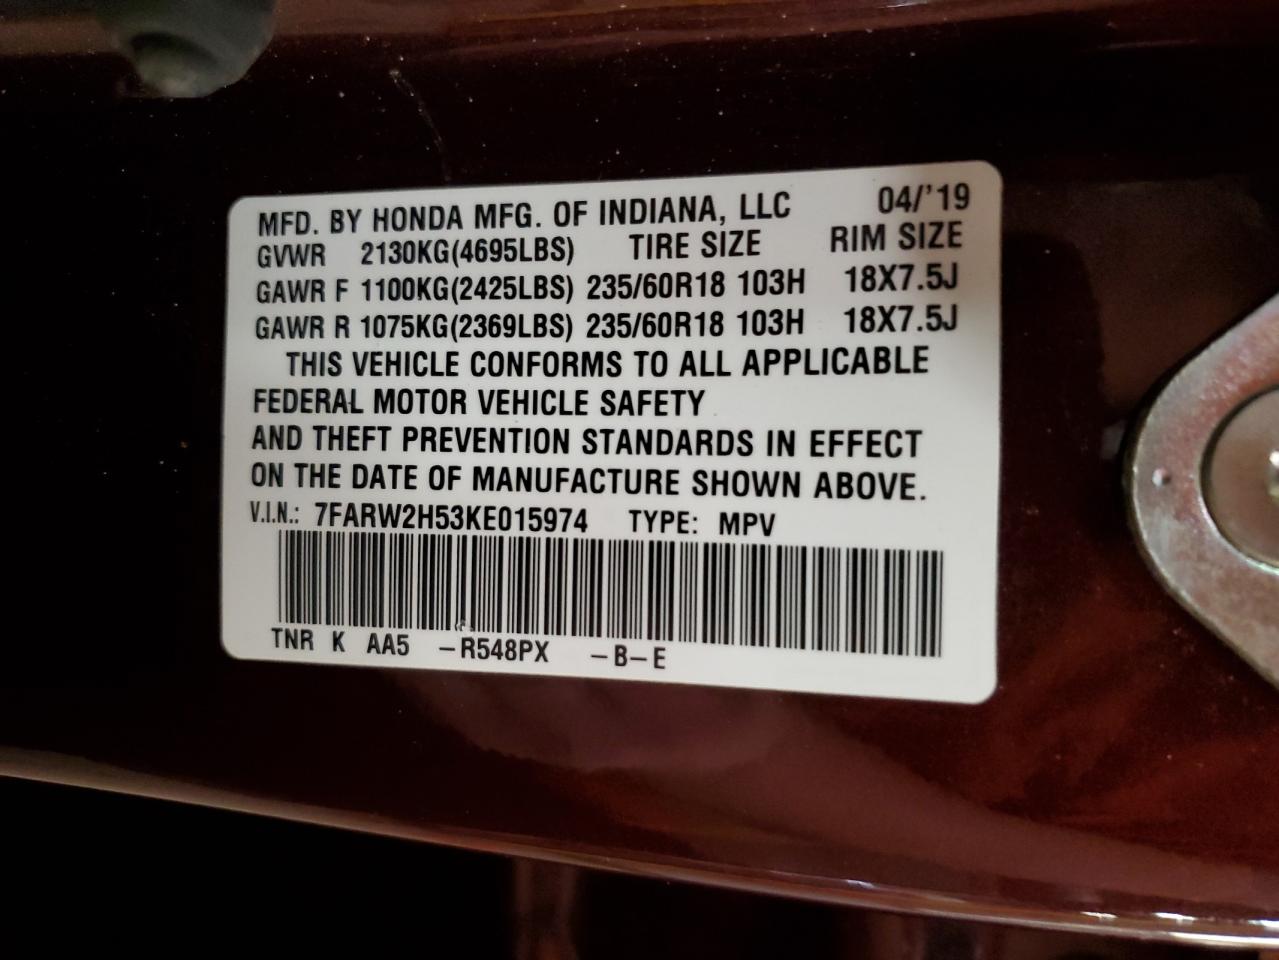 MFD. BY HONDA MFG. OF INDIANA, LLC 04/'19
GVWR 2130KG(4695LBS) TIRE SIZE RIM SIZE
GAWR F 1100KG(2425LBS) 235/60R18 103H 18X7.5J
GAWR R 1075KG(2369LBS) 235/60R18 103H 18X7.5J
THIS VEHICLE CONFORMS TO ALL APPLICABLE
FEDERAL MOTOR VEHICLE SAFETY
AND THEFT PREVENTION STANDARDS IN EFFECT
ON THE DATE OF MANUFACTURE SHOWN ABOVE.
V.I.N.: 7FARW2H53KE015974 TYPE: MPV
TNR K AA5 -R548PX -B-E